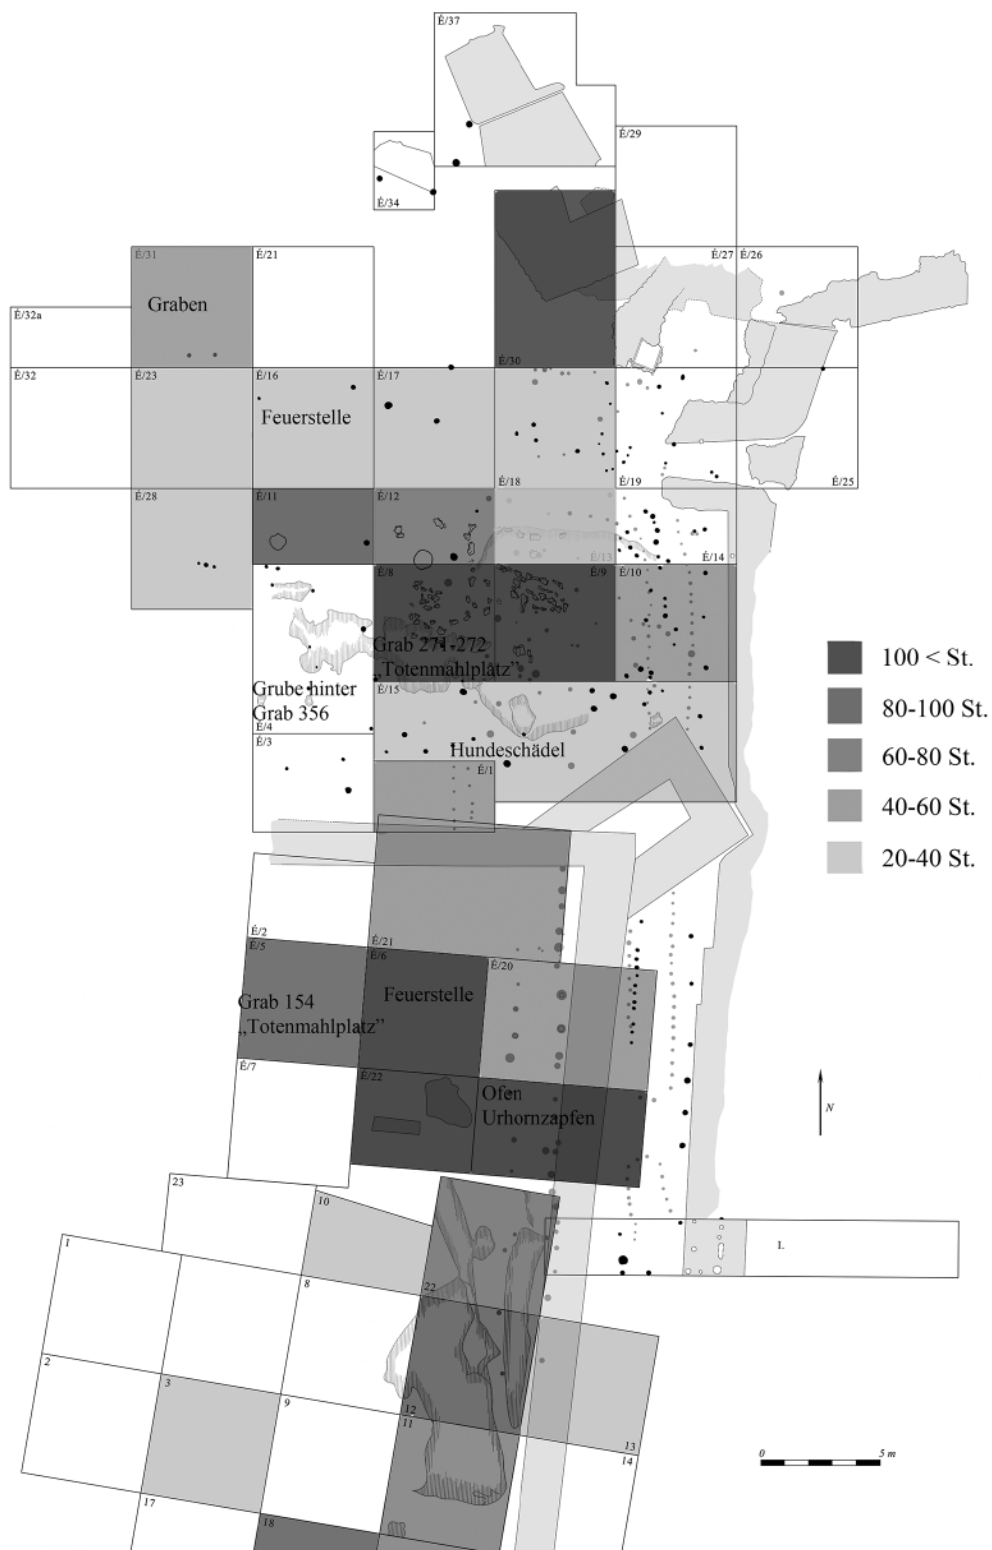 É/37
É/29
É/34
É/31
É/21
É/27
É/26
Graben
É/32a
É/30
É/32
É/23
É/16
É/17
Feuerstelle
É/28
É/11
É/12
É/18
É/19
É/25
É/13
É/14
É/8
É/9
É/10
Grab 271-272
„Totenmahlplatz”
100 < St.
Grube hinter
Grab 356
É/15
80-100 St.
É/4
É/3
Hundeschädel
60-80 St.
É/1
40-60 St.
20-40 St.
É/2
É/21
É/5
É/6
É/20
Grab 154
„Totenmahlplatz”
Feuerstelle
É/7
É/22
Ofen
Urhornzapfen
N
23
10
1
8
22
I.
2
3
9
12
11
13
14
0 5 m
17
18